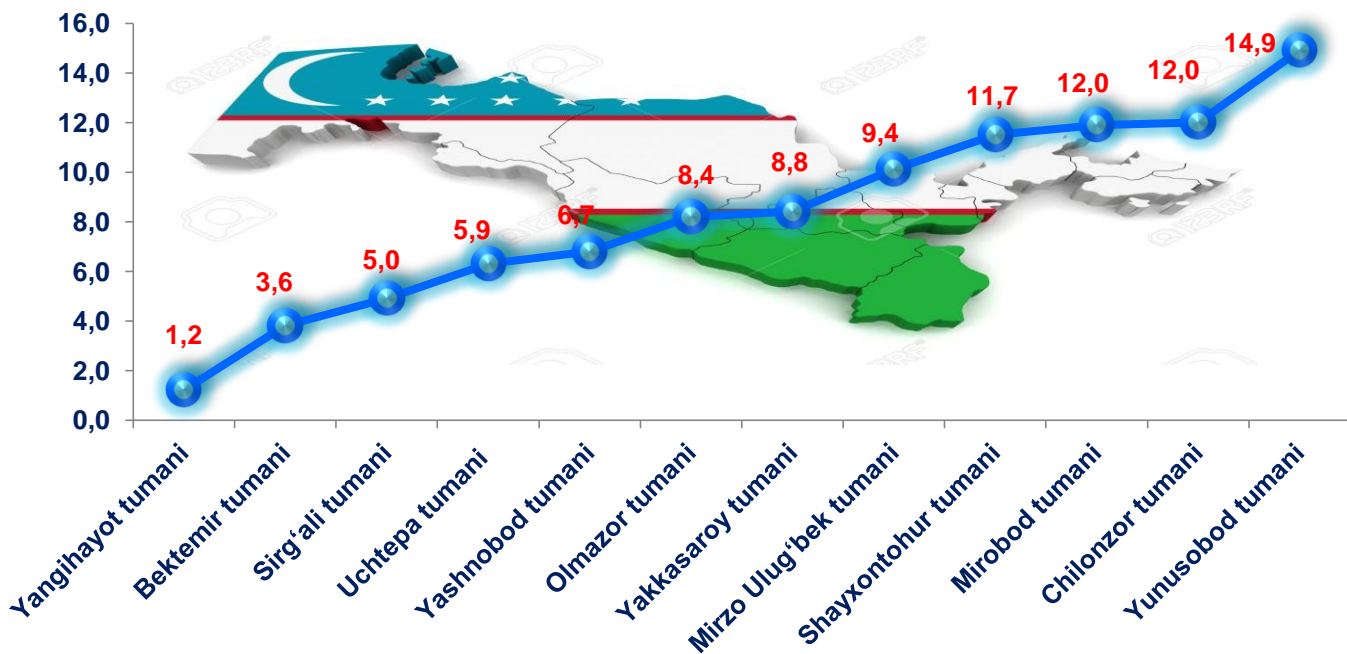 16,0
14,0
12,0
10,0
8,0
6,0
4,0
2,0
0,0
1,2
3,6
5,0
5,9
6,7
8,4
8,8
9,4
11,7
12,0
12,0
14,9
Yangihayot tumani
Bektemir tumani
Sirg‘ali tumani
Uchtepa tumani
Yashnobod tumani
Olmazor tumani
Yakkasaroy tumani
Mirzo Ulug‘bek tumani
Shayxontohur tumani
Mirobod tumani
Chilonzor tumani
Yunusobod tumani
123RF